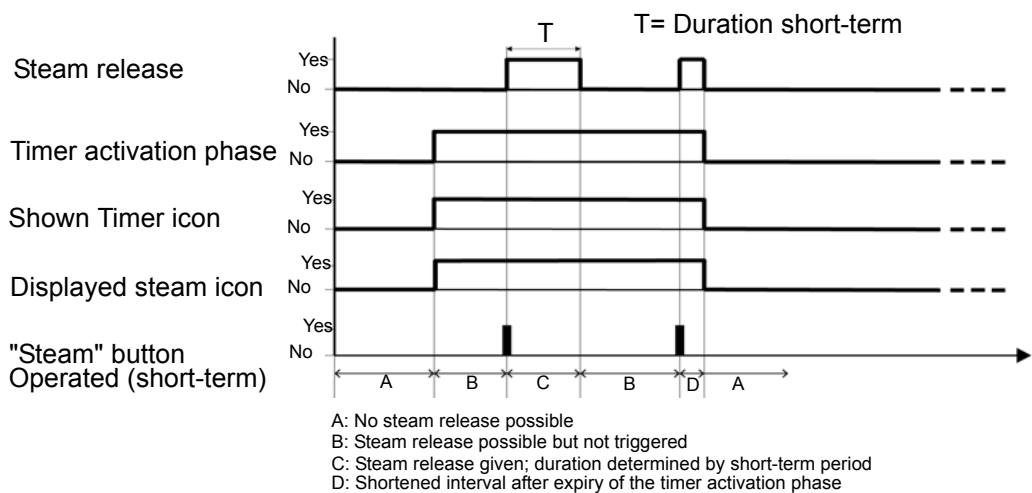 T
T= Duration short-term
Steam release
Yes
No
Timer activation phase
Yes
No
Shown Timer icon
Yes
No
Displayed steam icon
Yes
No
"Steam" button
Operated (short-term)
Yes
No
A B C B D A
A: No steam release possible
B: Steam release possible but not triggered
C: Steam release given; duration determined by short-term period
D: Shortened interval after expiry of the timer activation phase